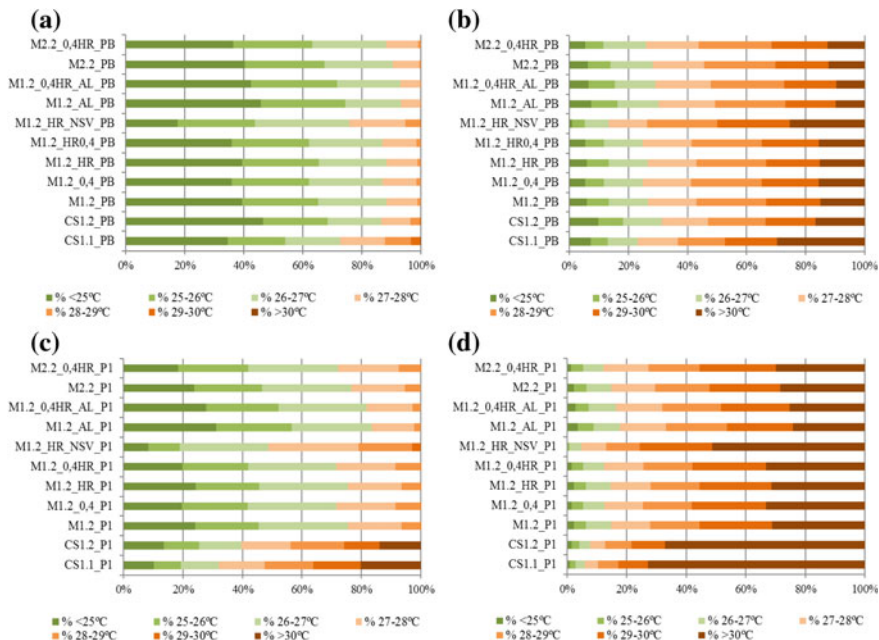 (a)
M2.2_0,4HR_PB
M2.2_PB
M1.2_0,4HR_AL_PB
M1.2_AL_PB
M1.2_HR_NSV_PB
M1.2_HR0,4_PB
M1.2_HR_PB
M1.2_0,4_PB
M1.2_PB
CS1.2_PB
CS1.1_PB
0% 20% 40% 60% 80% 100%
% <25ºC % 25-26ºC % 26-27ºC % 27-28ºC
% 28-29ºC % 29-30ºC % >30ºC
(b)
M2.2_0,4HR_PB
M2.2_PB
M1.2_0,4HR_AL_PB
M1.2_AL_PB
M1.2_HR_NSV_PB
M1.2_HR0,4_PB
M1.2_HR_PB
M1.2_0,4_PB
M1.2_PB
CS1.2_PB
CS1.1_PB
0% 20% 40% 60% 80% 100%
% <25ºC % 25-26ºC % 26-27ºC % 27-28ºC
% 28-29ºC % 29-30ºC % >30ºC
(c)
M2.2_0,4HR_P1
M2.2_P1
M1.2_0,4HR_AL_P1
M1.2_AL_P1
M1.2_HR_NSV_P1
M1.2_0,4HR_P1
M1.2_HR_P1
M1.2_0,4_P1
M1.2_P1
CS1.2_P1
CS1.1_P1
0% 20% 40% 60% 80% 100%
% <25ºC % 25-26ºC % 26-27ºC % 27-28ºC
% 28-29ºC % 29-30ºC % >30ºC
(d)
M2.2_0,4HR_P1
M2.2_P1
M1.2_0,4HR_AL_P1
M1.2_AL_P1
M1.2_HR_NSV_P1
M1.2_0,4HR_P1
M1.2_HR_P1
M1.2_0,4_P1
M1.2_P1
CS1.2_P1
CS1.1_P1
0% 20% 40% 60% 80% 100%
% <25ºC % 25-26ºC % 26-27ºC % 27-28ºC
% 28-29ºC % 29-30ºC % >30ºC